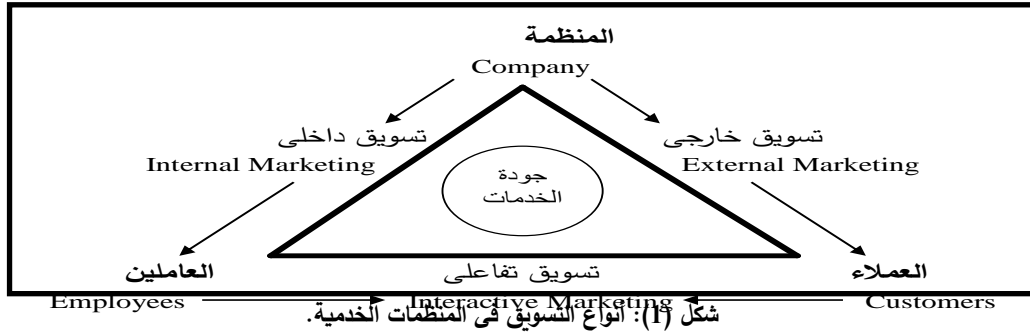 المنظمة
Company
تسويق داخلى
تسويق خارجى
Internal Marketing
External Marketing
جودة
الخدمات
العاملين
تسويق تفاعلى
العملاء
Employees
Interactive Marketing
Customers
شكل (1): أنواع التسويق فى المنظمات الخدمية.